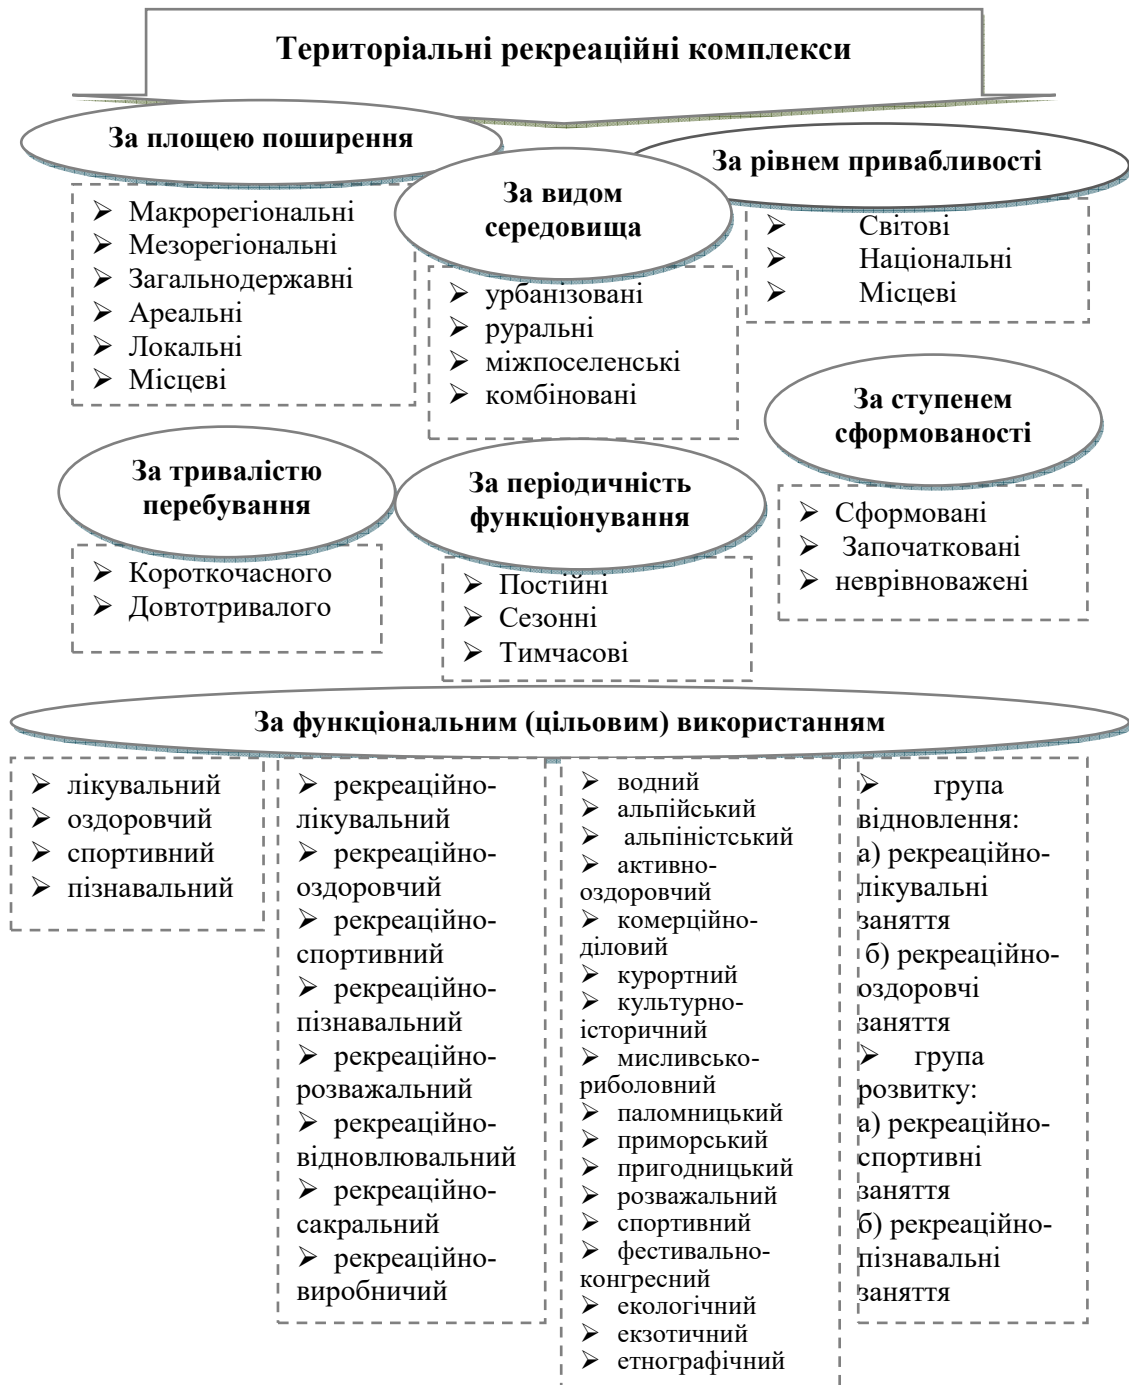 Територіальні рекреаційні комплекси
За площею поширення
➢ Макрорегіональні
➢ Мезорегіональні
➢ Загальнодержавні
➢ Ареальні
➢ Локальні
➢ Місцеві
За видом
середовища
➢ урбанізовані
➢ руральні
➢ міжпоселенські
➢ комбіновані
За рівнем привабливості
➢ Світові
➢ Національні
➢ Місцеві
За тривалістю
перебування
➢ Короткочасного
➢ Довтотривалого
За періодичність
функціонування
➢ Постійні
➢ Сезонні
➢ Тимчасові
За ступенем
сформованості
➢ Сформовані
➢ Започатковані
➢ неврівноважені
За функціональним (цільовим) використанням
➢ лікувальний
➢ оздоровчий
➢ спортивний
➢ пізнавальний
➢ рекреаційно-
лікувальний
➢ рекреаційно-
оздоровчий
➢ рекреаційно-
спортивний
➢ рекреаційно-
пізнавальний
➢ рекреаційно-
розважальний
➢ рекреаційно-
відновлювальний
➢ рекреаційно-
сакральний
➢ рекреаційно-
виробничий
➢ водний
➢ альпійський
➢ альпіністський
➢ активно-
оздоровчий
➢ комерційно-
діловий
➢ курортний
➢ культурно-
історичний
➢ мисливсько-
риболовний
➢ паломницький
➢ приморський
➢ пригодницький
➢ розважальний
➢ спортивний
➢ фестивально-
конгресний
➢ екологічний
➢ екзотичний
➢ етнографічний
➢ група
відновлення:
а) рекреаційно-
лікувальні
заняття
б) рекреаційно-
оздоровчі
заняття
➢ група
розвитку:
а) рекреаційно-
спортивні
заняття
б) рекреаційно-
пізнавальні
заняття